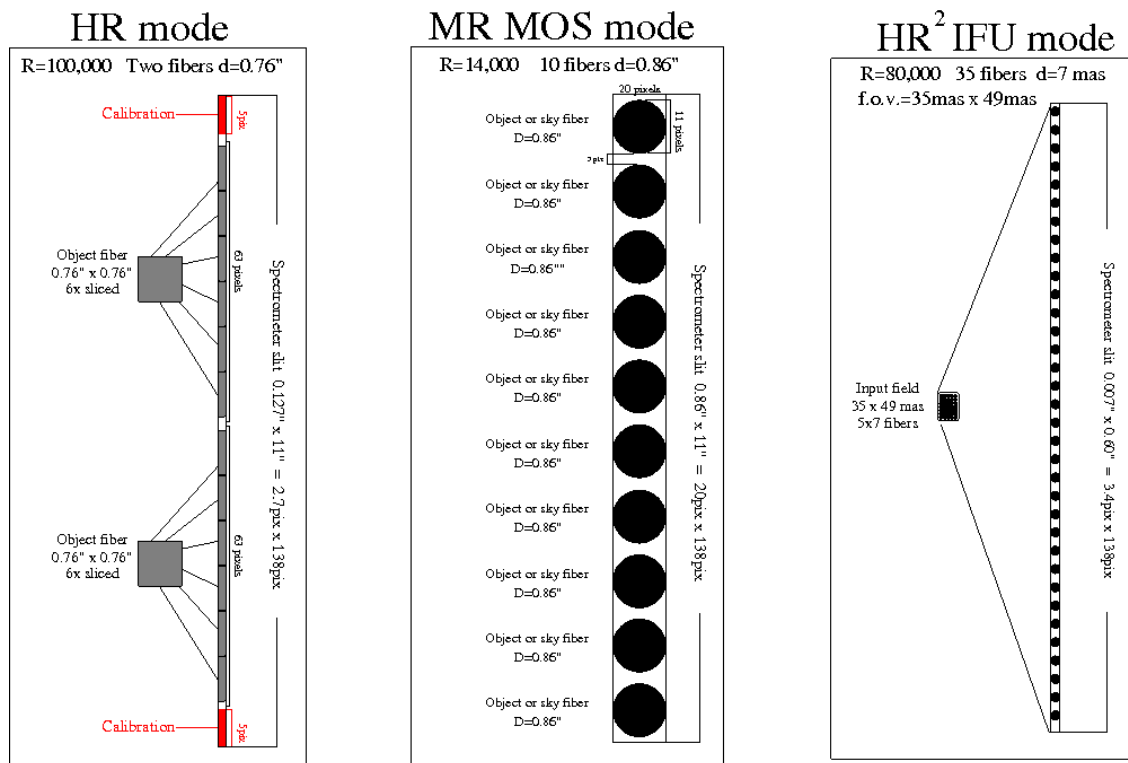 HR mode
R=100,000 Two fibers d=0.76"
Calibration
5pix
Object fiber
0.76" x 0.76"
6x sliced
63 pixels
Spectrometer slit 0.127" x 11" = 2.7pix x 138pix
Object fiber
0.76" x 0.76"
6x sliced
63 pixels
Calibration
5pix
MR MOS mode
R=14,000 10 fibers d=0.86"
20 pixels
11 pixels
Object or sky fiber
D=0.86"
Object or sky fiber
D=0.86"
Object or sky fiber
D=0.86""
Object or sky fiber
D=0.86"
Object or sky fiber
D=0.86"
Object or sky fiber
D=0.86"
Object or sky fiber
D=0.86"
Object or sky fiber
D=0.86"
Object or sky fiber
D=0.86"
Object or sky fiber
D=0.86"
Spectrometer slit 0.86" x 11" = 20pix x 138pix
HR² IFU mode
R=80,000 35 fibers d=7 mas
f.o.v.=35mas x 49mas
Input field
35 x 49 mas
5x7 fibers
Spectrometer slit 0.007" x 0.60" = 3.4pix x 138pix